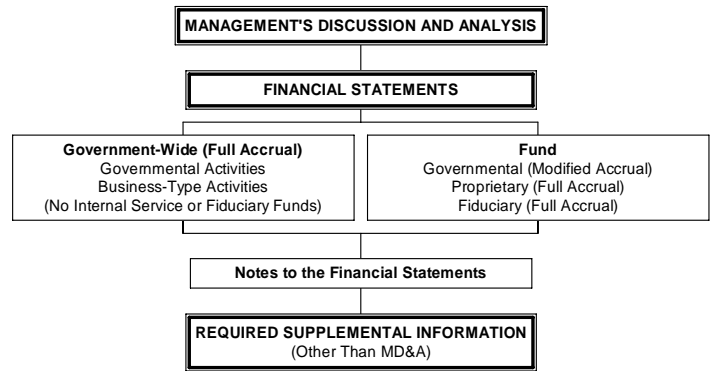 MANAGEMENT'S DISCUSSION AND ANALYSIS
FINANCIAL STATEMENTS
Government-Wide (Full Accrual)
Governmental Activities
Business-Type Activities
(No Internal Service or Fiduciary Funds)
Fund
Governmental (Modified Accrual)
Proprietary (Full Accrual)
Fiduciary (Full Accrual)
Notes to the Financial Statements
REQUIRED SUPPLEMENTAL INFORMATION
(Other Than MD&A)